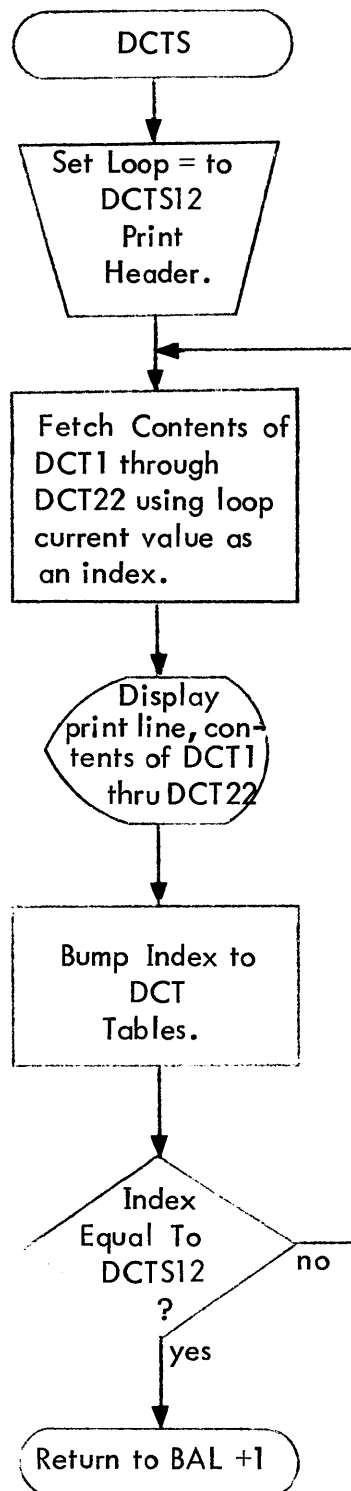 DCTS
Set Loop = to
DCTS12
Print
Header.
Fetch Contents of
DCT1 through
DCT22 using loop
current value as
an index.
Display
print line, con-
tents of DCT1
thru DCT22
Bump Index to
DCT
Tables.
Index
Equal To
DCTS12
?
no
yes
Return to BAL +1